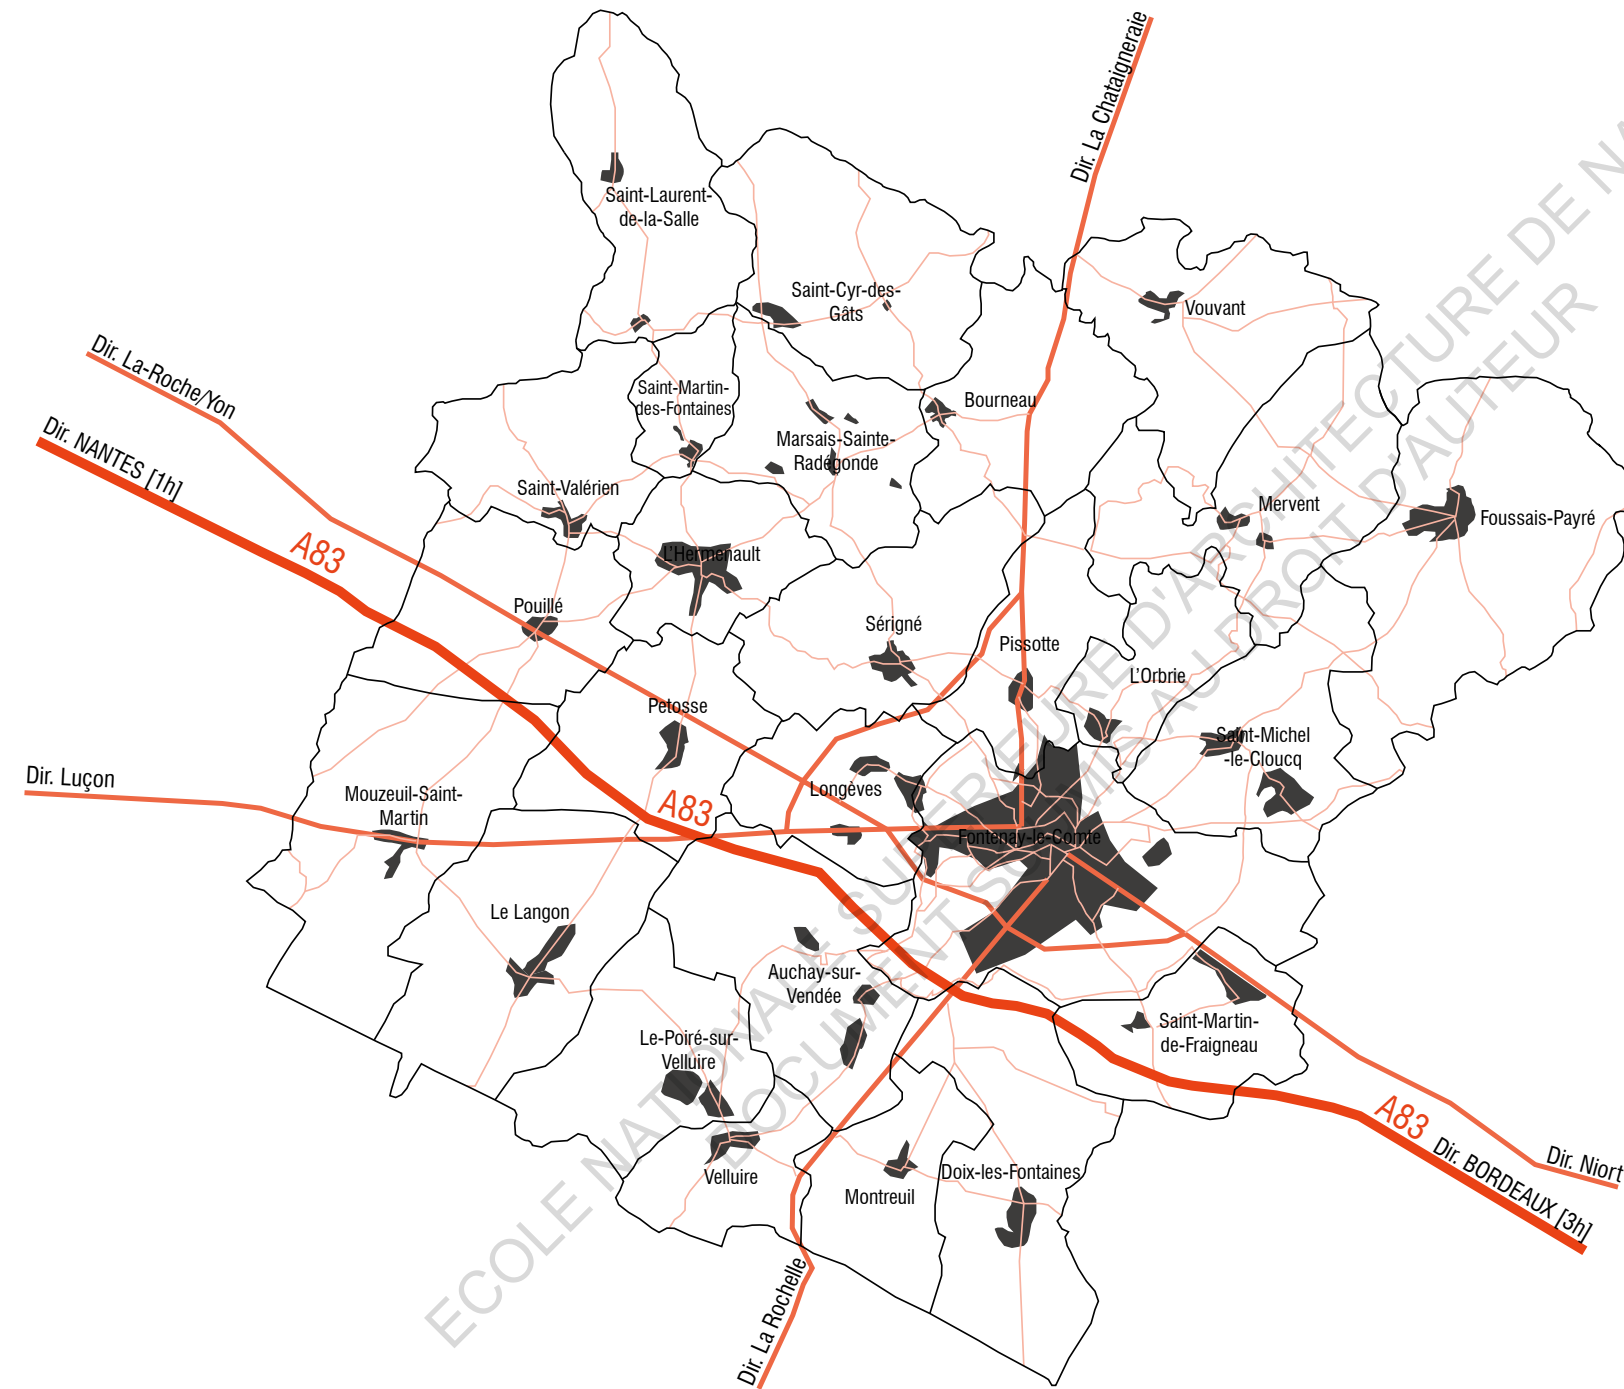 Dir. La Chataigneraie
Saint-Laurent-
de-la-Salle
Saint-Cyr-des-
Gâts
Vouvant
Dir. La-Roche/Yon
Saint-Martin-
des-Fontaines
Bourneau
Dir. NANTES [1h]
Marsais-Sainte-
Radégonde
Saint-Valérien
Mervent
Foussais-Payré
A83
L'Hermenault
Pouillé
Sérigné
Pissotte
L'Orbrie
Petosse
Saint-Michel
-le-Cloucq
Dir. Luçon
Mouzeuil-Saint-
Martin
A83
Longèves
Fontenay-le-Comte
Le Langon
Auchay-sur-
Vendée
Le-Poiré-sur-
Velluire
Saint-Martin-
de-Fraigneau
A83
Dir. BORDEAUX [3h]
Dir. Niort
Velluire
Montreuil
Doix-les-Fontaines
Dir. La Rochelle
ECOLE NATIONALE SUPERIEURE D'ARCHITECTURE DE
DOCUMENT SOUMIS AU DROIT D'AUTEUR